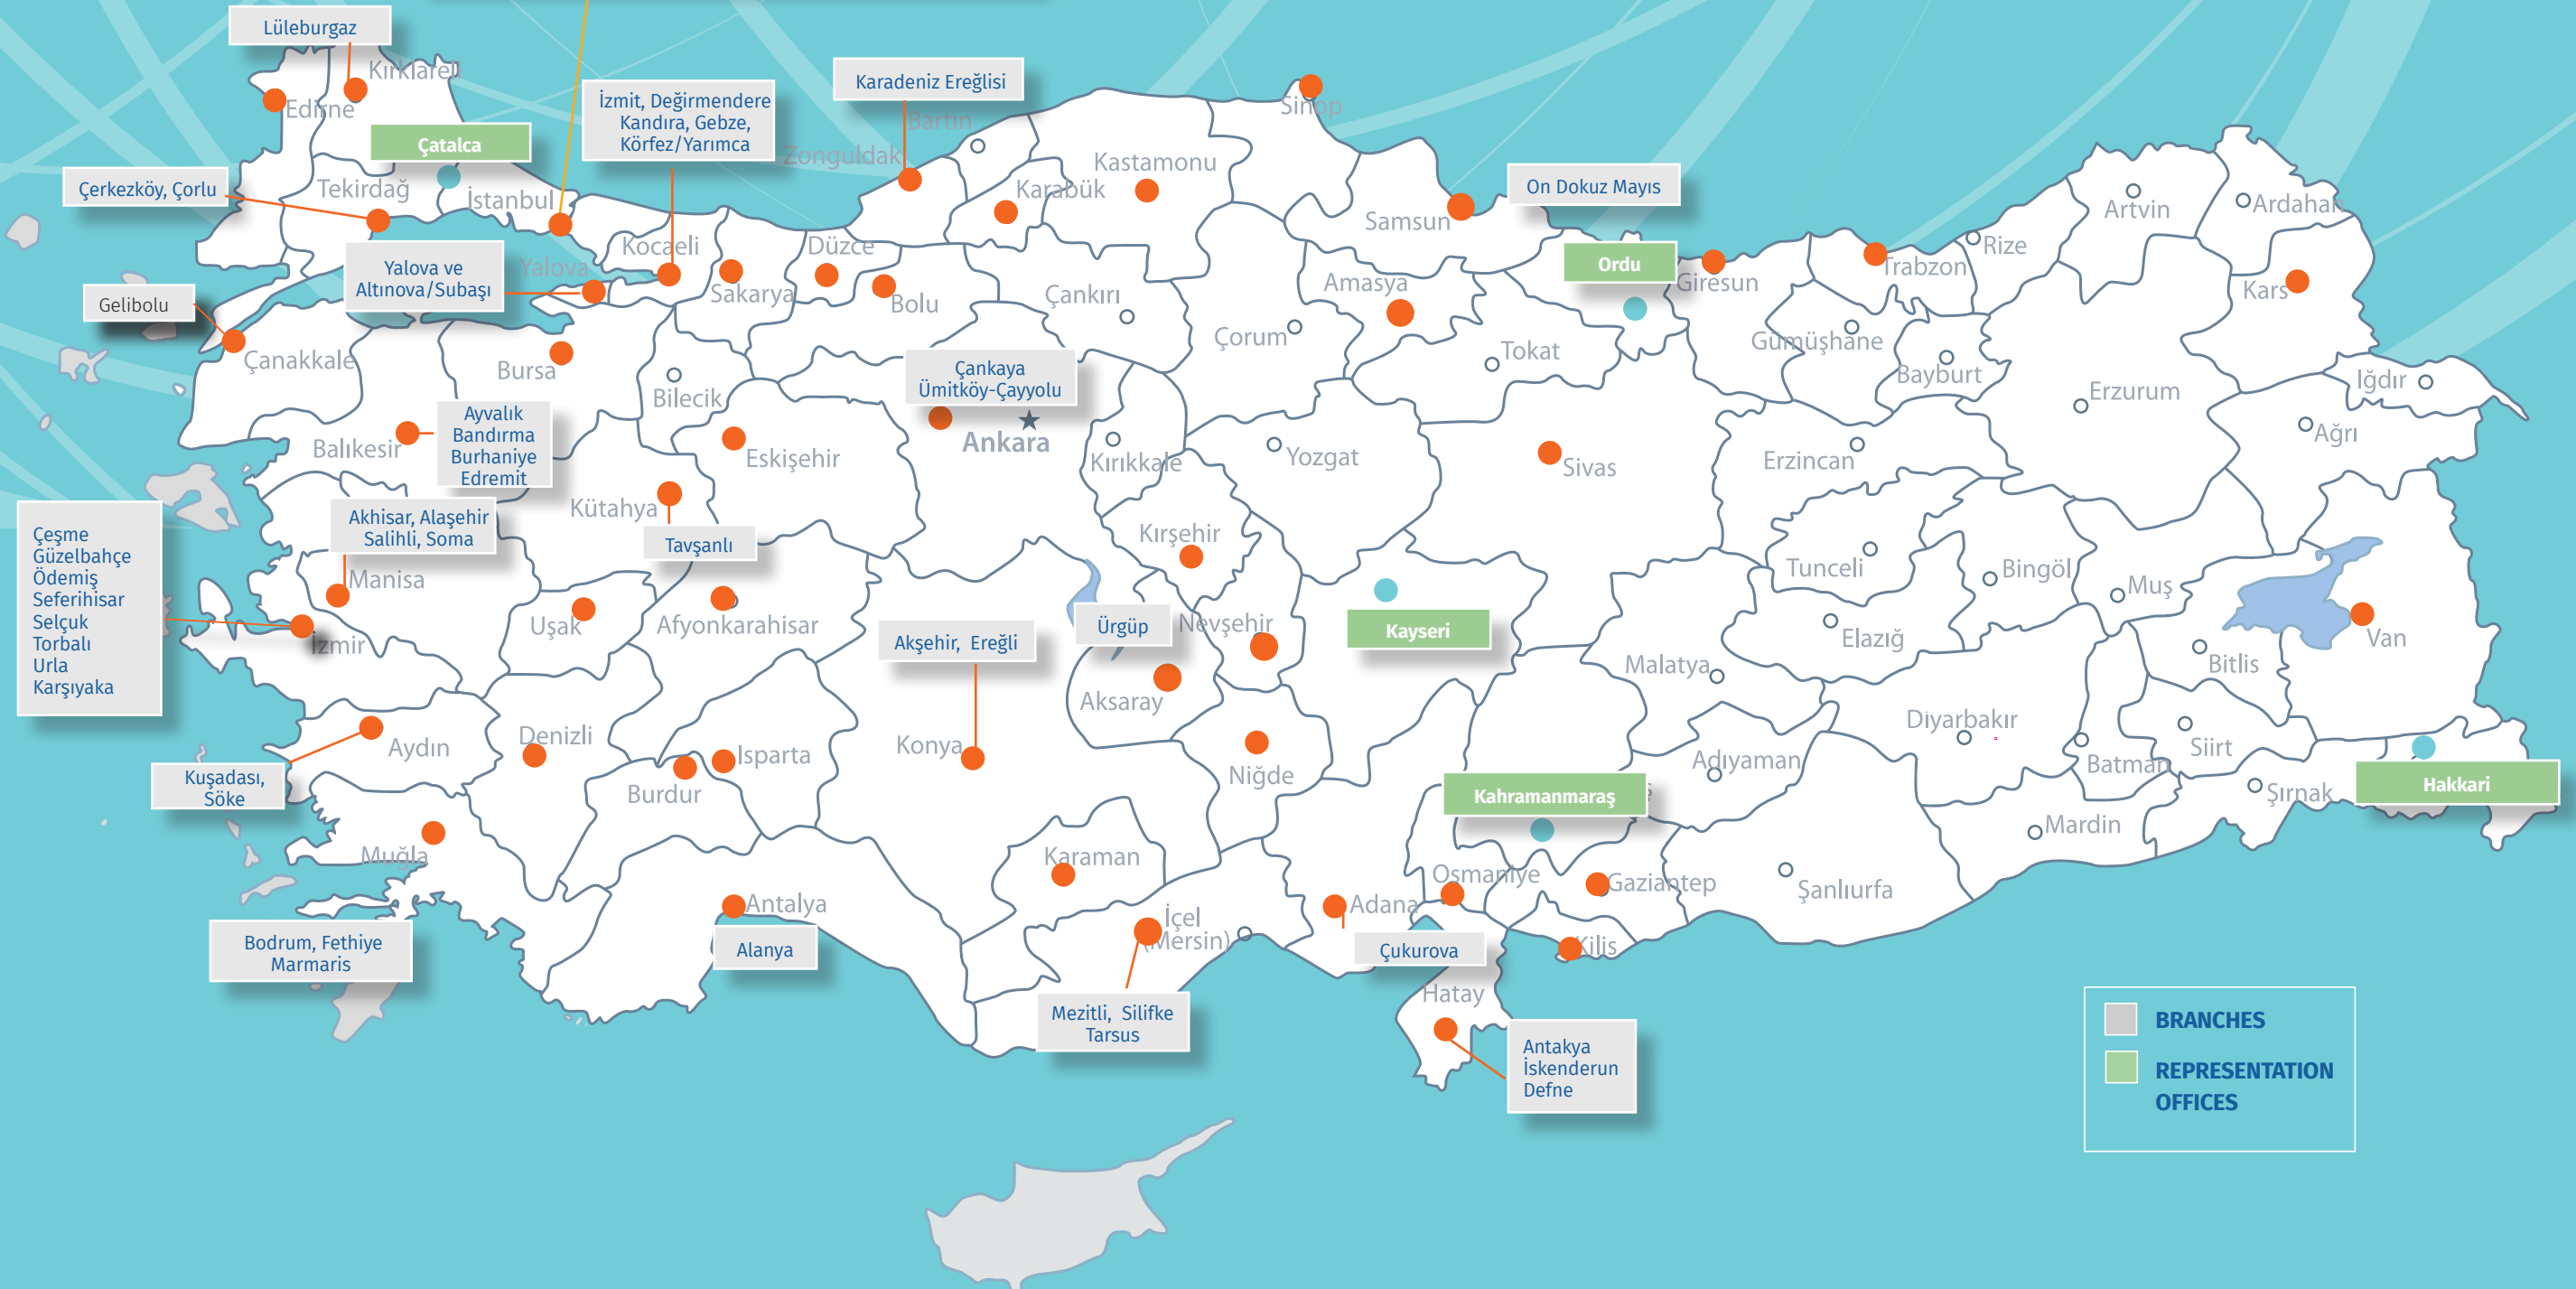 Lüleburgaz
Kırklareli
Edirne
Çatalca
Çerkezköy, Çorlu
Tekirdağ
İstanbul
İzmit, Değirmendere
Kandıra, Gebze,
Körfez/Yarımca
Karadeniz Ereğlisi
Bartın
Zonguldak
Karabük
Kastamonu
Sinop
Samsun
On Dokuz Mayıs
Ordu
Giresun
Trabzon
Rize
Artvin
Ardahan
Kars
Yalova ve
Altınova/Subaşı
Yalova
Kocaeli
Sakarya
Düzce
Bolu
Çankırı
Amasya
Çorum
Tokat
Gümüşhane
Bayburt
Erzurum
Iğdır
Ağrı
Gelibolu
Çanakkale
Bursa
Bilecik
Çankaya
Ümitköy-Çayyolu
Ankara
Kırıkkale
Yozgat
Sivas
Erzincan
Ayvalık
Bandırma
Burhaniye
Edremit
Balıkesir
Eskişehir
Kütahya
Tavşanlı
Akhisar, Alaşehir
Salihli, Soma
Manisa
Çeşme
Güzelbahçe
Ödemiş
Seferihisar
Selçuk
Torbalı
Urla
Karşıyaka
İzmir
Uşak
Afyonkarahisar
Akşehir,  Ereğli
Ürgüp
Kırşehir
Nevşehir
Kayseri
Aksaray
Tunceli
Bingöl
Muş
Elazığ
Malatya
Bitlis
Van
Diyarbakır
Siirt
Batman
Şırnak
Hakkari
Mardin
Adıyaman
Şanlıurfa
Kahramanmaraş
ş
Kuşadası,
Söke
Aydın
Denizli
Isparta
Burdur
Konya
Niğde
Muğla
Bodrum, Fethiye
Marmaris
Antalya
Alanya
Karaman
İçel
(Mersin)
Mezitli,  Silifke
Tarsus
Adana
Çukurova
Osmaniye
Gaziantep
Kilis
Hatay
Antakya
İskenderun
Defne
BRANCHES
REPRESENTATION
OFFICES